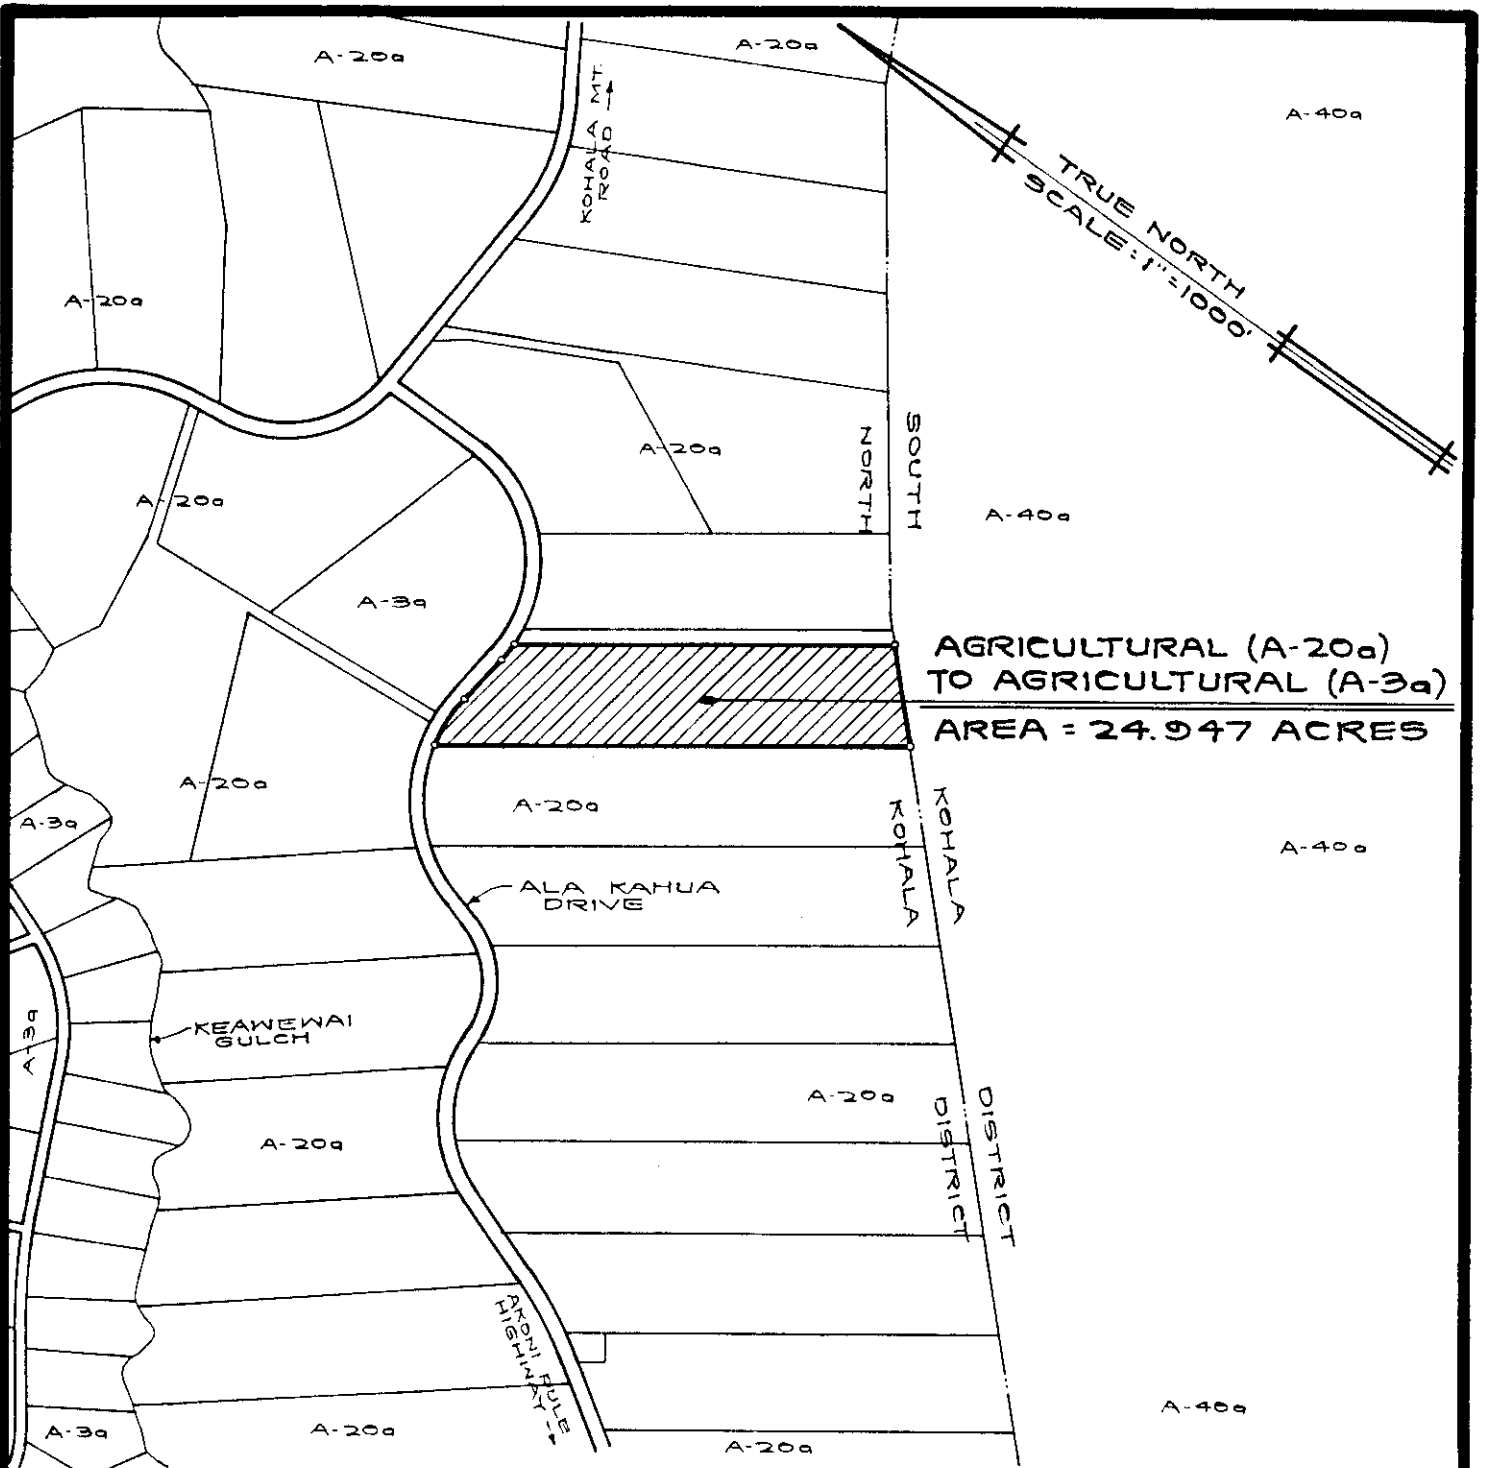 A-20a
A-20a
A-40a
KOHALA MT.
ROAD
TRUE NORTH
SCALE : 1" = 1000'
A-20a
A-20a
SOUTH
NORTH
A-20a
A-40a
A-3a
AGRICULTURAL (A-20a)
TO AGRICULTURAL (A-3a)
AREA = 24.947 ACRES
A-20a
A-20a
KOHALA
KOHALA
A-3a
A-40a
ALA KAHUA
DRIVE
A-3a
KEAWEWAI
GULCH
A-20a
DISTRICT
DISTRICT
A-20a
AKONI PULE
HIGHWAY
A-40a
A-3a
A-20a
A-20a